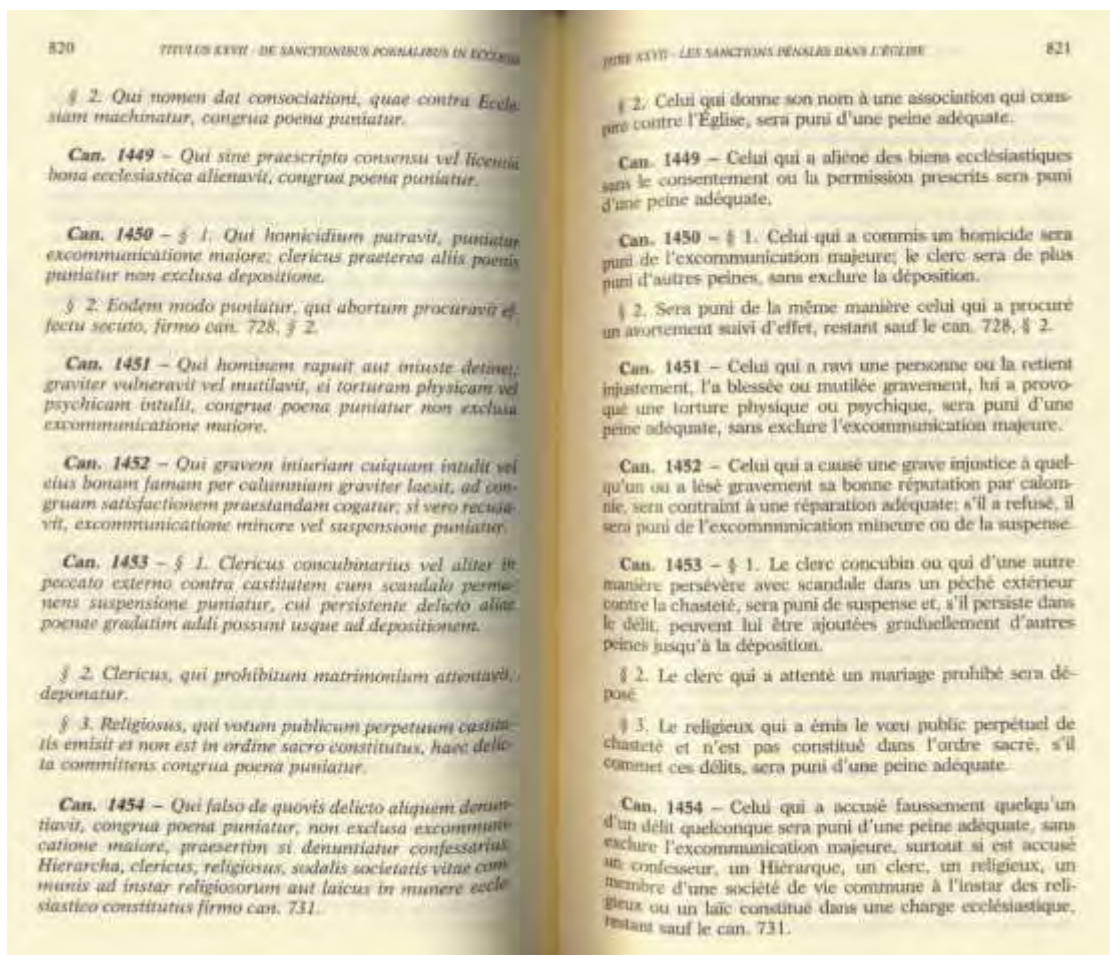 820 TITULUS XXVII - DE SANCTIONIBUS POENALIBUS IN ECCLESIA
§ 2. Qui nomen dat consociationi, quae contra Eccle-
siam machinatur, congrua poena puniatur.
Can. 1449 – Qui sine praescripto consensu vel licentia
bona ecclesiastica alienavit, congrua poena puniatur.
Can. 1450 – § 1. Qui homicidium patravit, puniatur
excommunicatione maiore; clericus praeterea aliis poenis
puniatur non exclusa depositione.
§ 2. Eodem modo puniatur, qui abortum procuravit ef-
fectu secuto, firmo can. 728, § 2.
Can. 1451 – Qui hominem rapuit aut iniuste detinet,
graviter vulneravit vel mutilavit, ei torturam physicam vel
psychicam intulit, congrua poena puniatur non exclusa
excommunicatione maiore.
Can. 1452 – Qui gravem iniuriam cuiquam intulit vel
eius bonam famam per calumniam graviter laesit, ad con-
gruam satisfactionem praestandam cogatur; si vero recusa-
vit, excommunicatione minore vel suspensione puniatur.
Can. 1453 – § 1. Clericus concubinarius vel aliter in
peccato externo contra castitatem cum scandalo perma-
nens suspensione puniatur, cui persistente delicto aliae
poenae gradatim addi possunt usque ad depositionem.
§ 2. Clericus, qui prohibitum matrimonium attentavit,
deponatur.
§ 3. Religiosus, qui votum publicum perpetuum castita-
tis emisit et non est in ordine sacro constitutus, haec delic-
ta committens congrua poena puniatur.
Can. 1454 – Qui falso de quovis delicto aliquem denun-
tiavit, congrua poena puniatur, non exclusa excommuni-
catione maiore, praesertim si denuntiatur confessarius,
Hierarcha, clericus, religiosus, sodalis societatis vitae com-
munis ad instar religiosorum aut laicus in munere eccle-
siastico constitutus firmo can. 731.
TITRE XXVII - LES SANCTIONS PÉNALES DANS L'ÉGLISE 821
§ 2. Celui qui donne son nom à une association qui cons-
pire contre l'Église, sera puni d'une peine adéquate.
Can. 1449 – Celui qui a aliéné des biens ecclésiastiques
sans le consentement ou la permission prescrits sera puni
d'une peine adéquate.
Can. 1450 – § 1. Celui qui a commis un homicide sera
puni de l'excommunication majeure; le clerc sera de plus
puni d'autres peines, sans exclure la déposition.
§ 2. Sera puni de la même manière celui qui a procuré
un avortement suivi d'effet, restant sauf le can. 728, § 2.
Can. 1451 – Celui qui a ravi une personne ou la retient
injustement, l'a blessée ou mutilée gravement, lui a provo-
qué une torture physique ou psychique, sera puni d'une
peine adéquate, sans exclure l'excommunication majeure.
Can. 1452 – Celui qui a causé une grave injustice à quel-
qu'un ou a lésé gravement sa bonne réputation par calom-
nie, sera contraint à une réparation adéquate; s'il a refusé, il
sera puni de l'excommunication mineure ou de la suspense.
Can. 1453 – § 1. Le clerc concubin ou qui d'une autre
manière persévère avec scandale dans un péché extérieur
contre la chasteté, sera puni de suspense et, s'il persiste dans
le délit, peuvent lui être ajoutées graduellement d'autres
peines jusqu'à la déposition.
§ 2. Le clerc qui a attenté un mariage prohibé sera dé-
posé.
§ 3. Le religieux qui a émis le vœu public perpétuel de
chasteté et n'est pas constitué dans l'ordre sacré, s'il
commet ces délits, sera puni d'une peine adéquate.
Can. 1454 – Celui qui a accusé faussement quelqu'un
d'un délit quelconque sera puni d'une peine adéquate, sans
exclure l'excommunication majeure, surtout si est accusé
un confesseur, un Hiérarque, un clerc, un religieux, un
membre d'une société de vie commune à l'instar des reli-
gieux ou un laïc constitué dans une charge ecclésiastique,
restant sauf le can. 731.